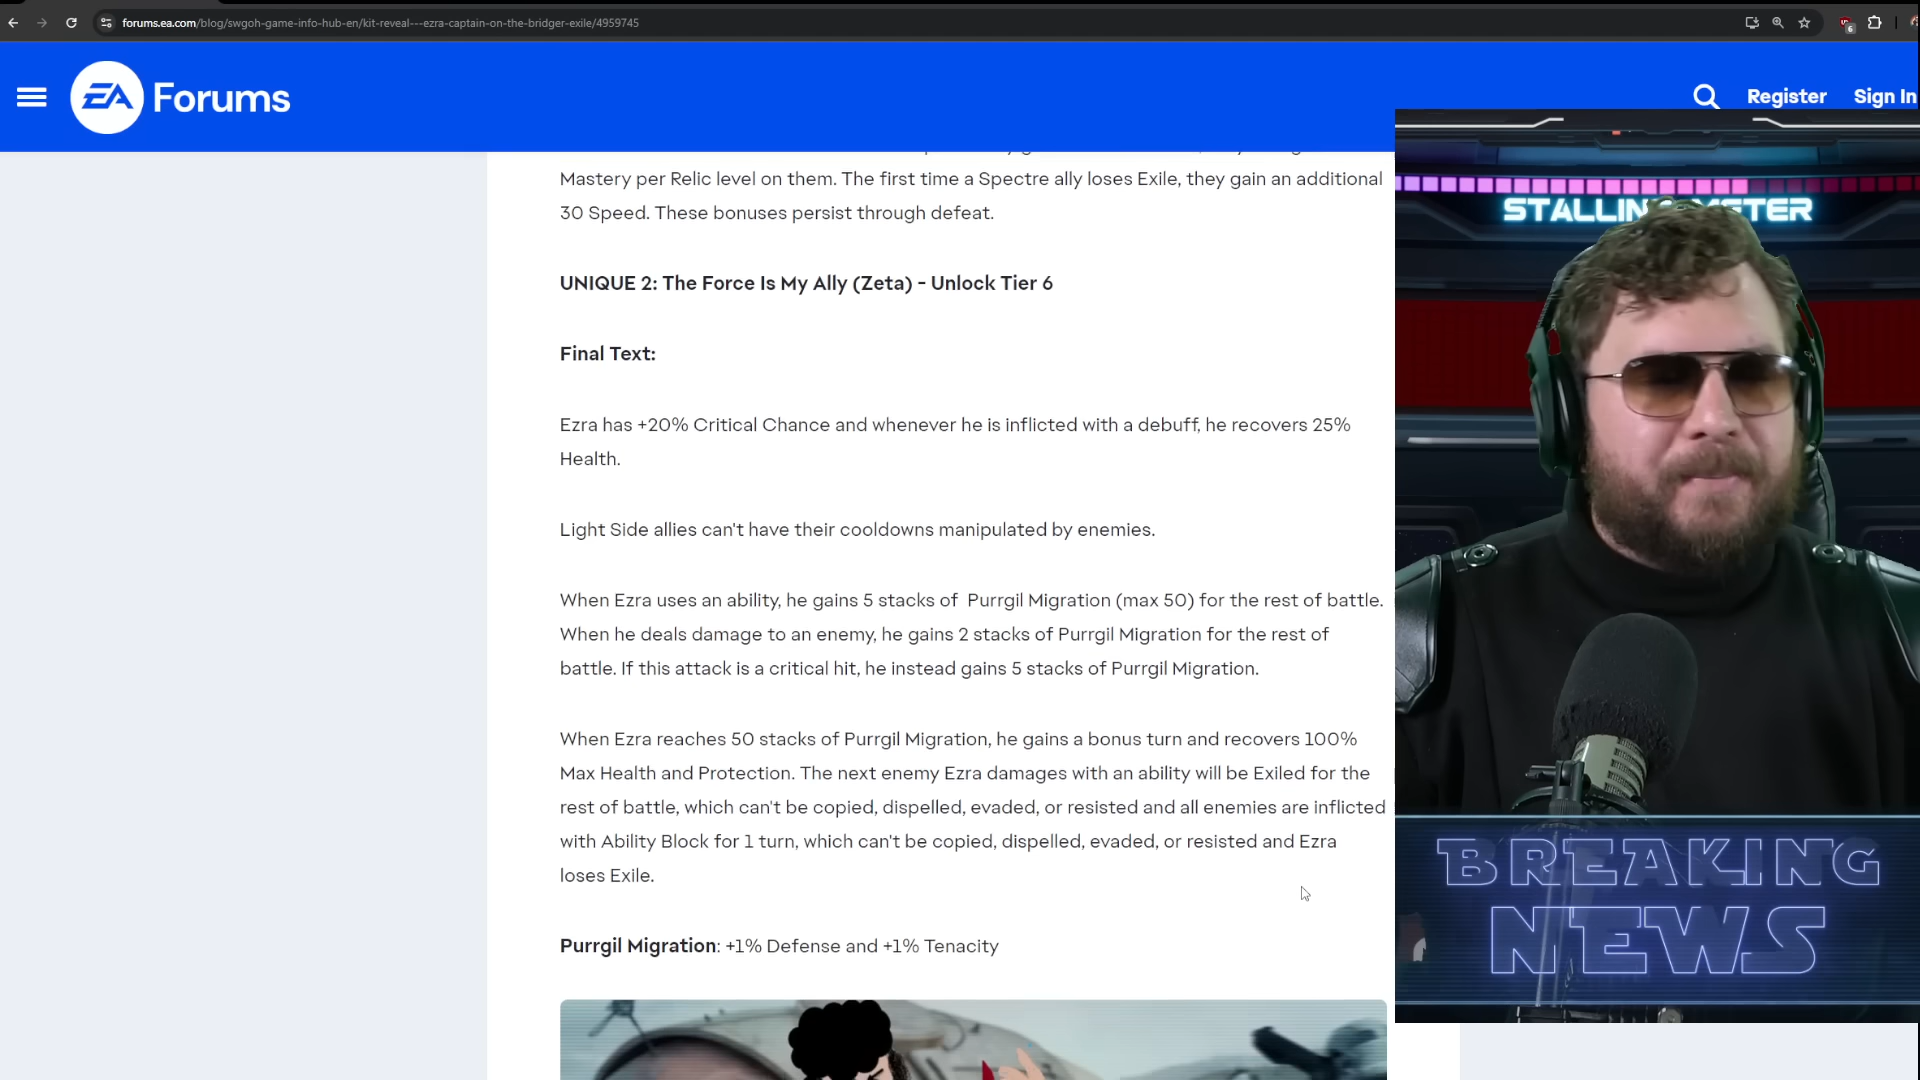 forums.ea.com/blog/swgoh-game-info-hub-en/kit-reveal---ezra-captain-on-the-bridger-exile/4959745
6
EA Forums
Register
Sign In
Mastery per Relic level on them. The first time a Spectre ally loses Exile, they gain an additional
30 Speed. These bonuses persist through defeat.
UNIQUE 2: The Force Is My Ally (Zeta) - Unlock Tier 6
Final Text:
Ezra has +20% Critical Chance and whenever he is inflicted with a debuff, he recovers 25%
Health.
Light Side allies can't have their cooldowns manipulated by enemies.
When Ezra uses an ability, he gains 5 stacks of  Purrgil Migration (max 50) for the rest of battle.
When he deals damage to an enemy, he gains 2 stacks of Purrgil Migration for the rest of
battle. If this attack is a critical hit, he instead gains 5 stacks of Purrgil Migration.
When Ezra reaches 50 stacks of Purrgil Migration, he gains a bonus turn and recovers 100%
Max Health and Protection. The next enemy Ezra damages with an ability will be Exiled for the
rest of battle, which can't be copied, dispelled, evaded, or resisted and all enemies are inflicted
with Ability Block for 1 turn, which can't be copied, dispelled, evaded, or resisted and Ezra
loses Exile.
Purrgil Migration: +1% Defense and +1% Tenacity
BREAKING
NEWS